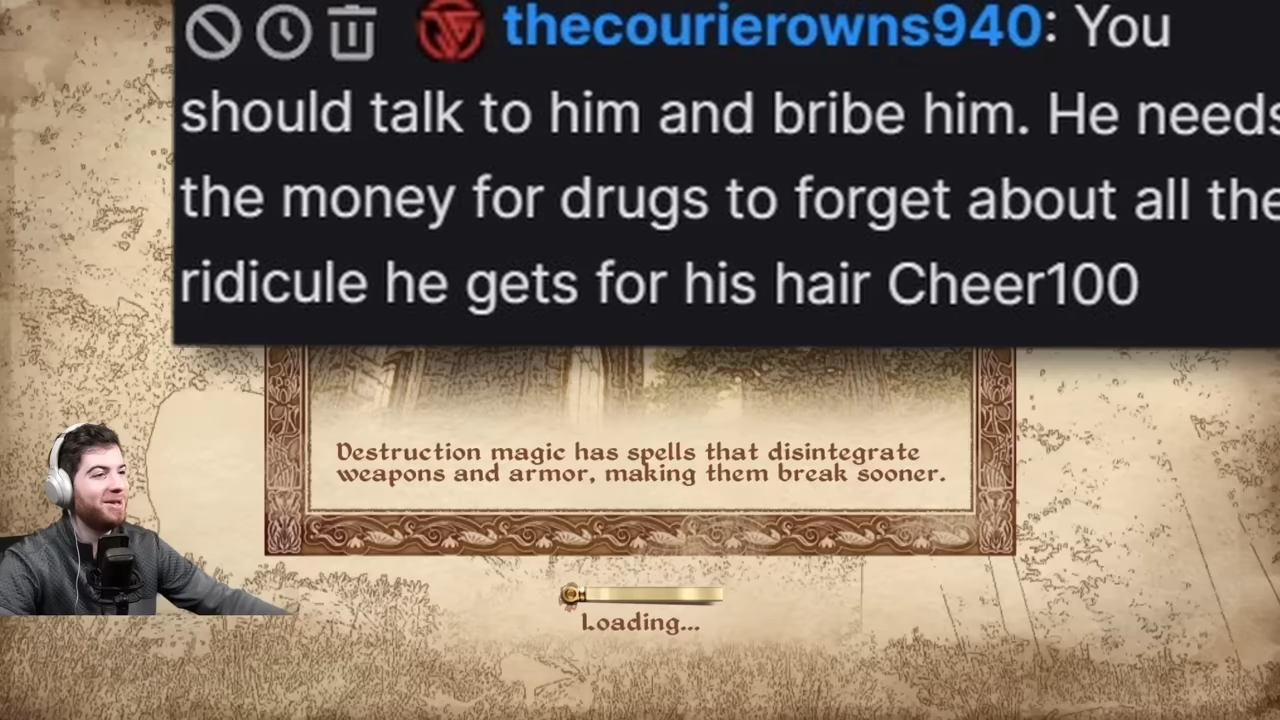 thecourierowns940: You
should talk to him and bribe him. He needs
the money for drugs to forget about all the
ridicule he gets for his hair Cheer100
Destruction magic has spells that disintegrate
weapons and armor, making them break sooner.
Loading...